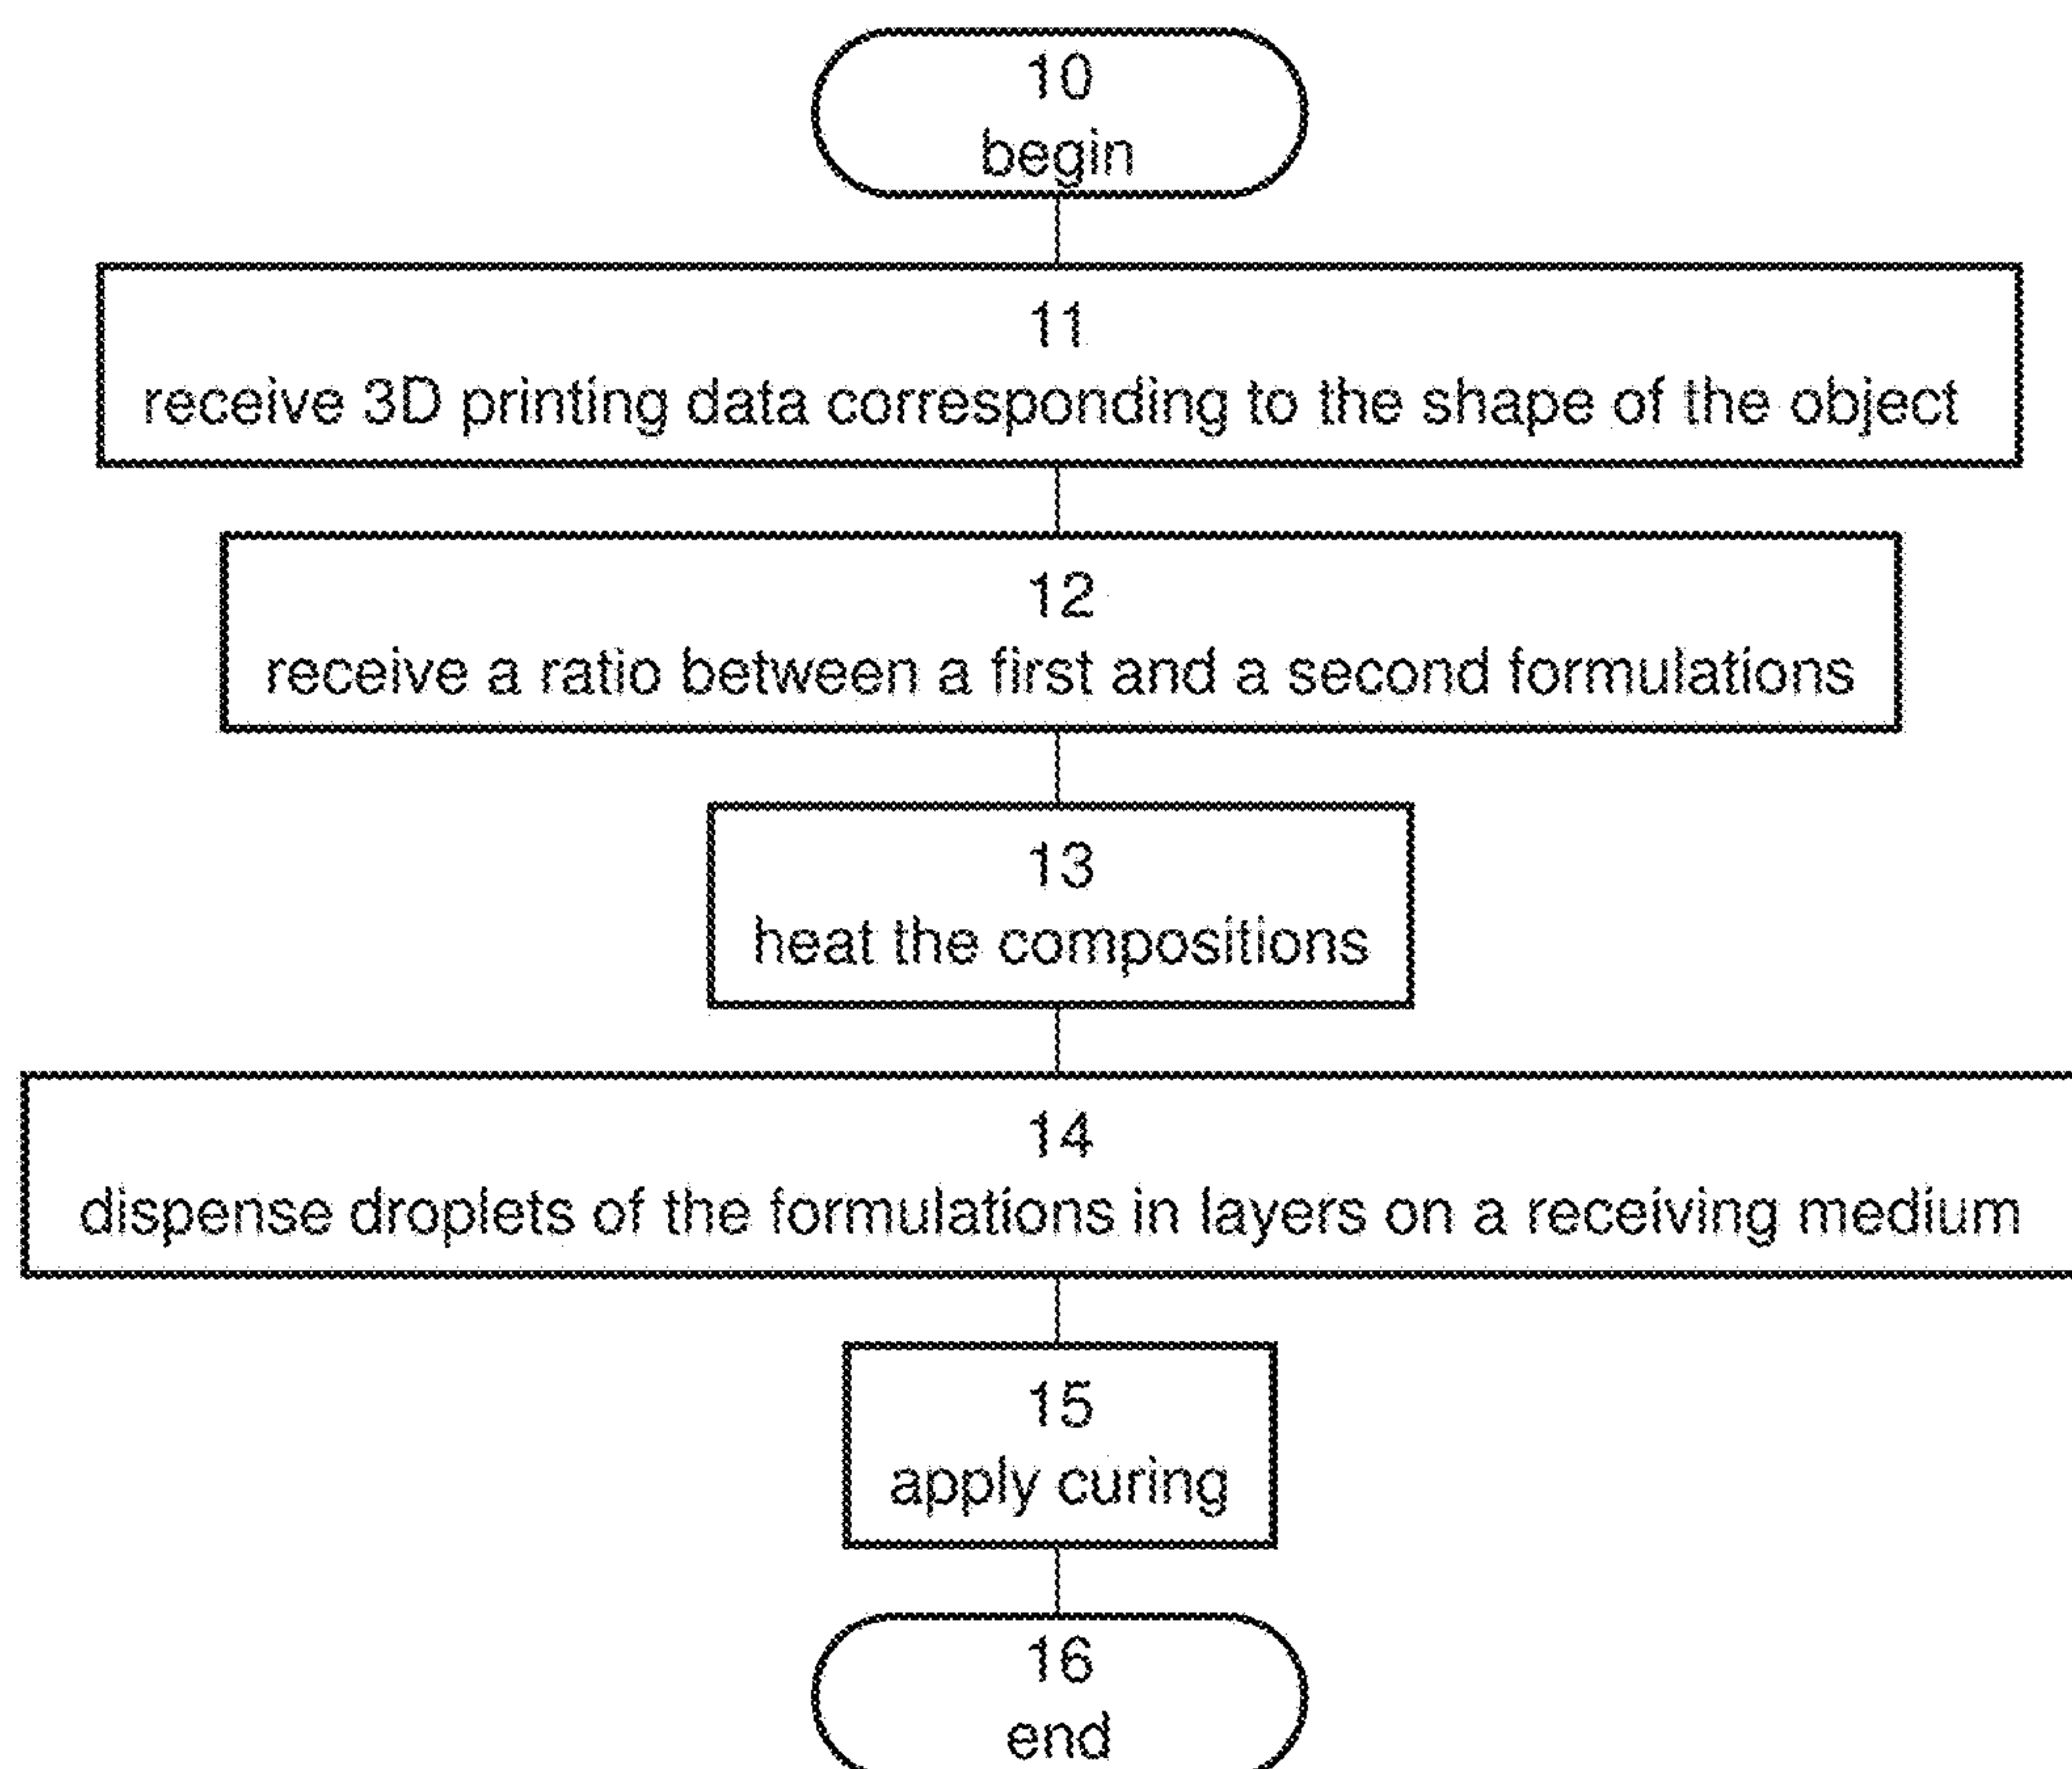 10
begin
11
receive 3D printing data corresponding to the shape of the object
12
receive a ratio between a first and a second formulations
13
heat the compositions
14
dispense droplets of the formulations in layers on a receiving medium
15
apply curing
16
end